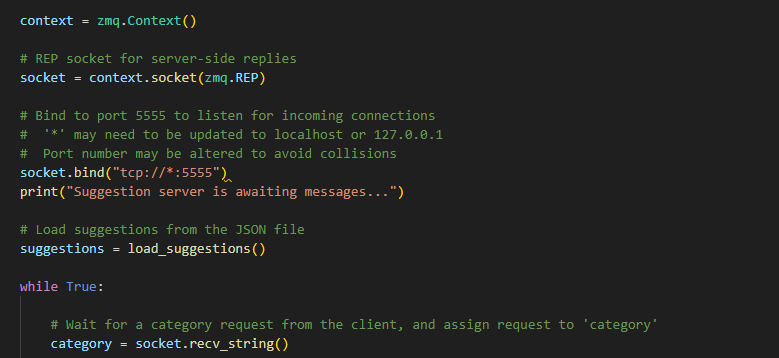 context = zmq.Context()
# REP socket for server-side replies
socket = context.socket(zmq.REP)
# Bind to port 5555 to listen for incoming connections
#  '*' may need to be updated to localhost or 127.0.0.1
#  Port number may be altered to avoid collisions
socket.bind("tcp://*:5555")
print("Suggestion server is awaiting messages...")
# Load suggestions from the JSON file
suggestions = load_suggestions()
while True:
    # Wait for a category request from the client, and assign request to 'category'
    category = socket.recv_string()